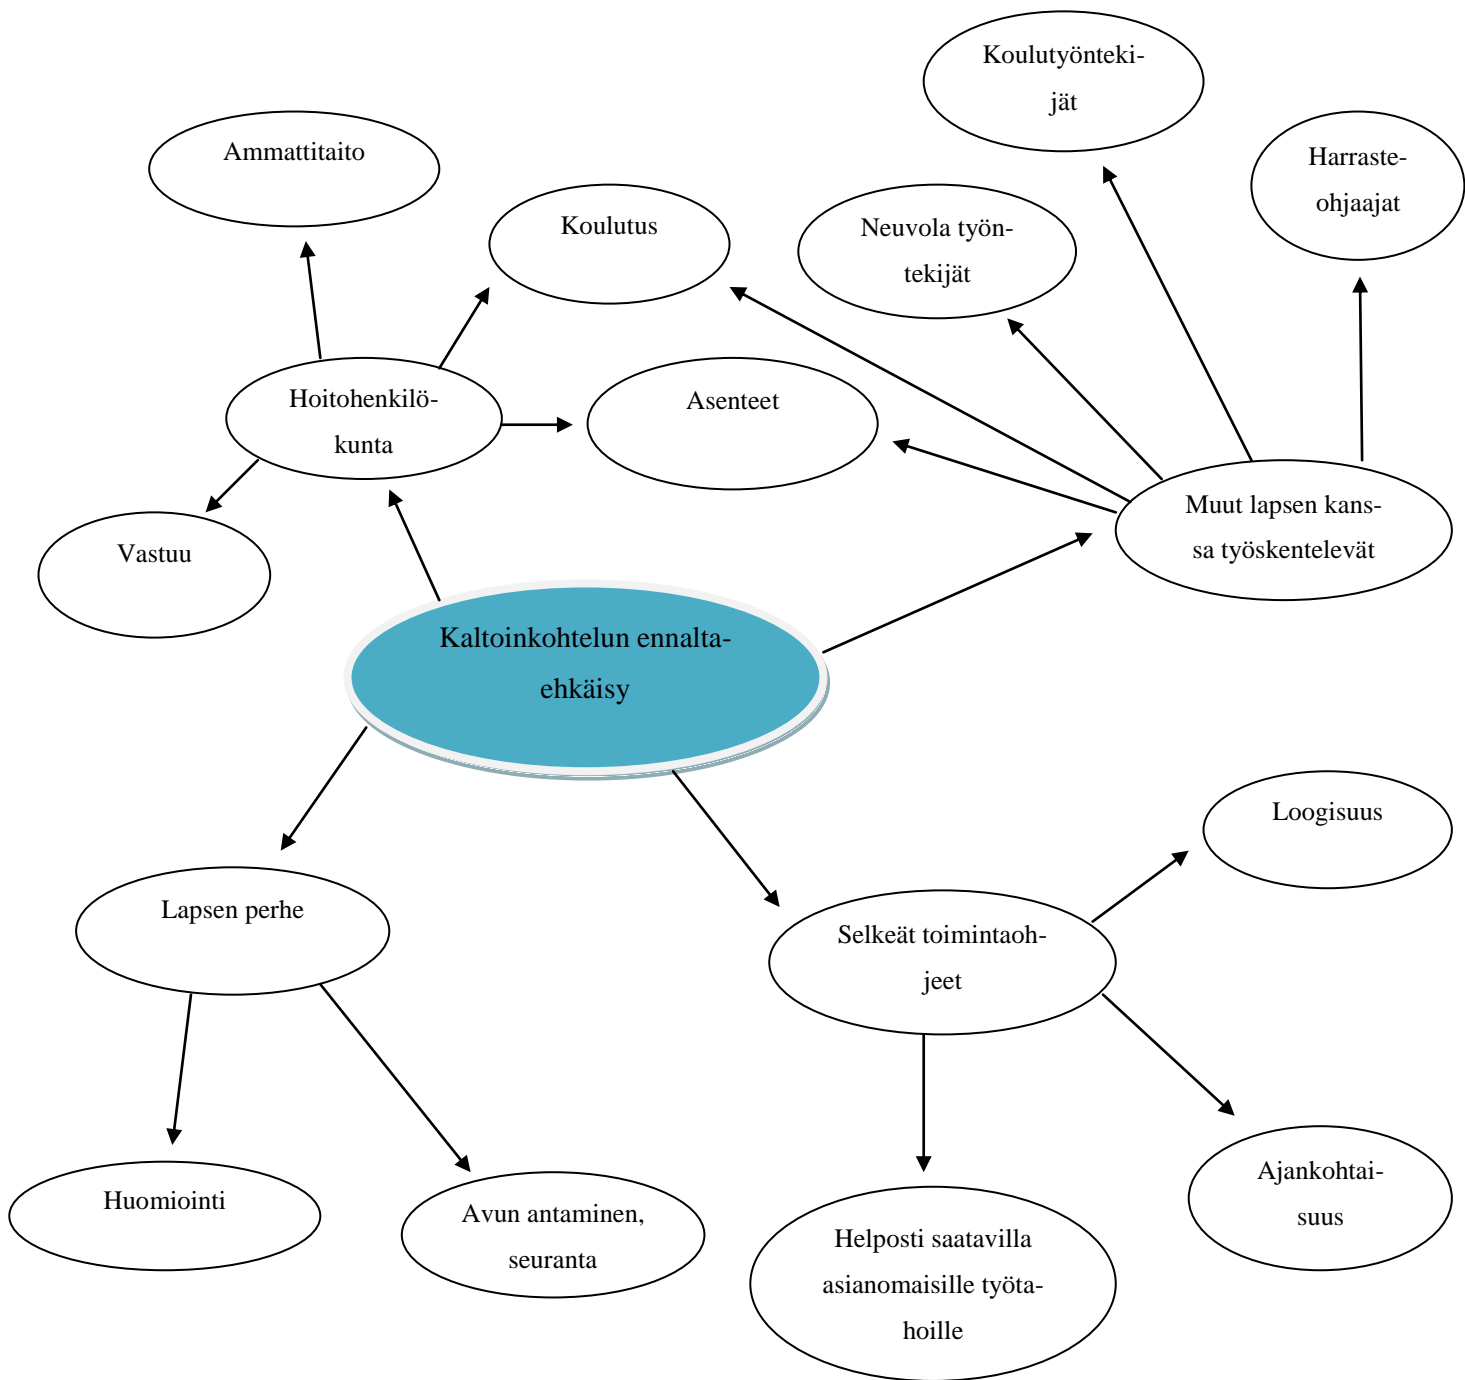 Koulutyönteki-
jät
Ammattitaito
Harraste-
ohjaajat
Koulutus
Neuvola työn-
tekijät
Hoitohenkilö-
kunta
Asenteet
Muut lapsen kans-
sa työskentelevät
Vastuu
Kaltoinkohtelun ennalta-
ehkäisy
Loogisuus
Lapsen perhe
Selkeät toimintaoh-
jeet
Huomiointi
Avun antaminen,
seuranta
Ajankohtai-
suus
Helposti saatavilla
asianomaisille työta-
hoille